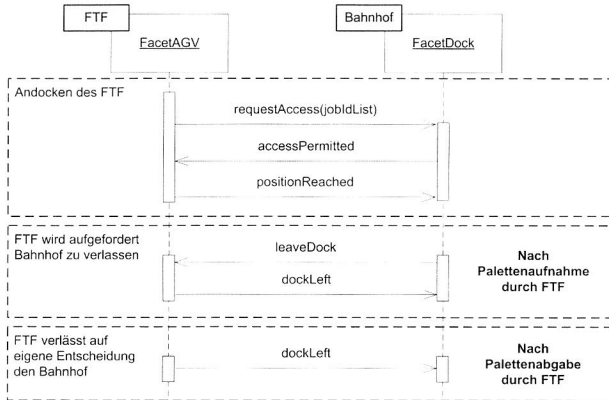 FTF
Bahnhof
FacetAGV
FacetDock
Andocken des FTF
requestAccess(jobIdList)
accessPermitted
positionReached
FTF wird aufgefordert
Bahnhof zu verlassen
leaveDock
dockLeft
Nach
Palettenaufnahme
durch FTF
FTF verlässt auf
eigene Entscheidung
den Bahnhof
dockLeft
Nach
Palettenabgabe
durch FTF